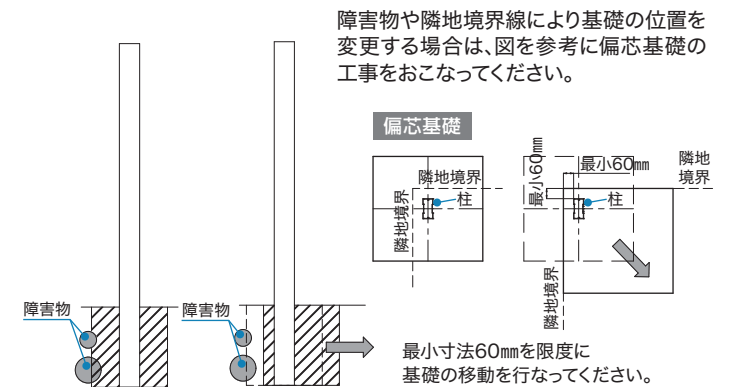 障害物や隣地境界線により基礎の位置を
変更する場合は、図を参考に偏芯基礎の
工事をおこなってください。
偏芯基礎
隣地境界
柱
隣地境界
最小60㎜
最小60㎜
隣地
境界
柱
隣地境界
障害物
障害物
最小寸法60㎜を限度に
基礎の移動を行なってください。